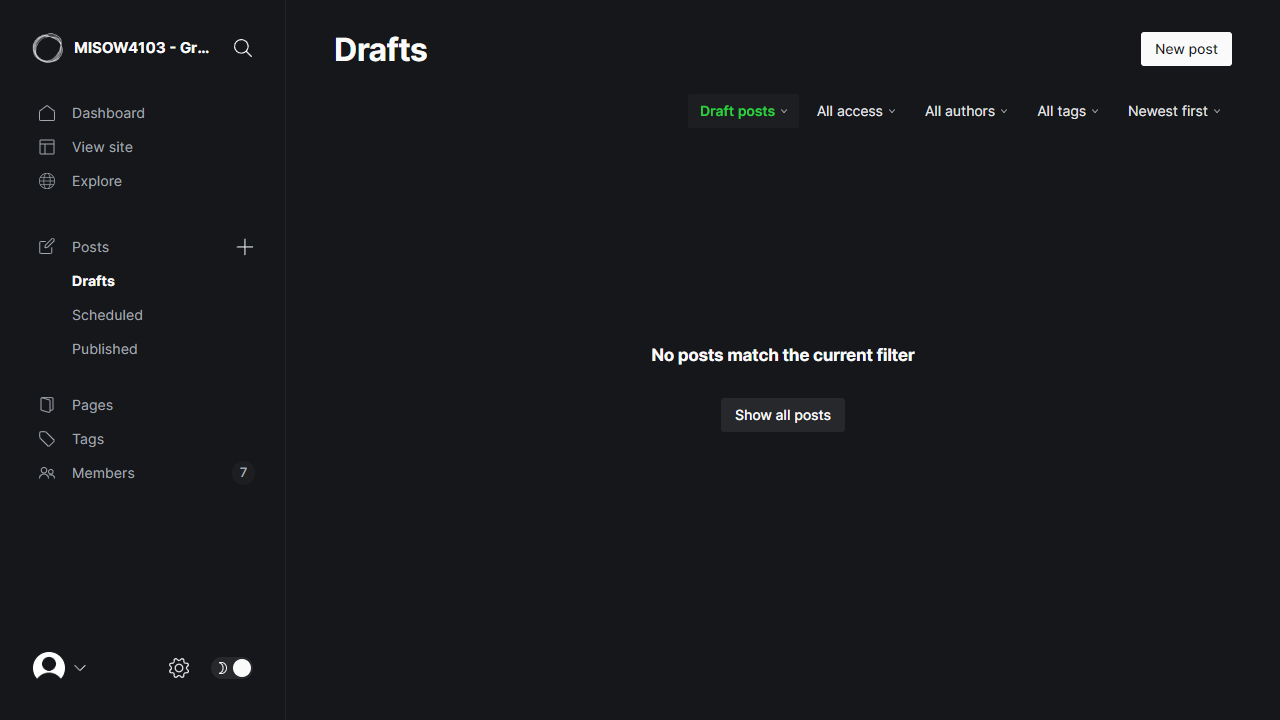 MISOW4103 - Gr...
Dashboard
View site
Explore
Posts
Drafts
Scheduled
Published
Pages
Tags
Members
7
Drafts
New post
Draft posts
All access
All authors
All tags
Newest first
No posts match the current filter
Show all posts